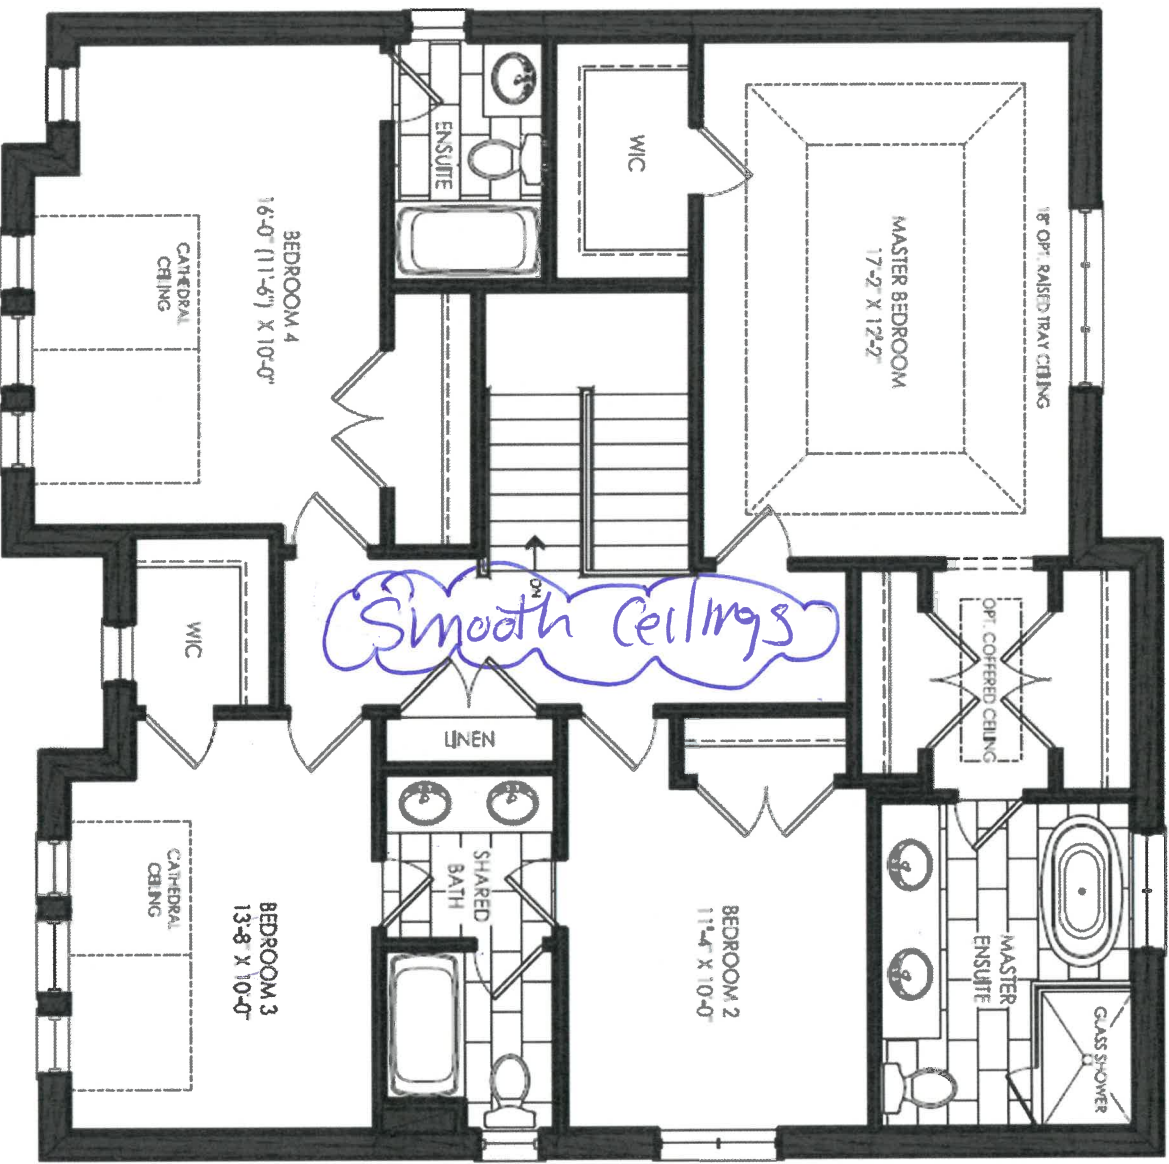 ENSUITE
WIC
MASTER BEDROOM
17'-2" X 12'-2"
18" OPT. RAISED TRAY CEILING
BEDROOM 4
16'-0" (11'-6") X 10'-0"
CATHEDRAL
CEILING
DN
Smooth Ceilings
WIC
LINEN
OPT. COFFERED CEILING
SHARED
BATH
BEDROOM 3
13'-8" X 10'-0"
CATHEDRAL
CEILING
BEDROOM 2
11'-4" X 10'-0"
MASTER
ENSUITE
GLASS SHOWER